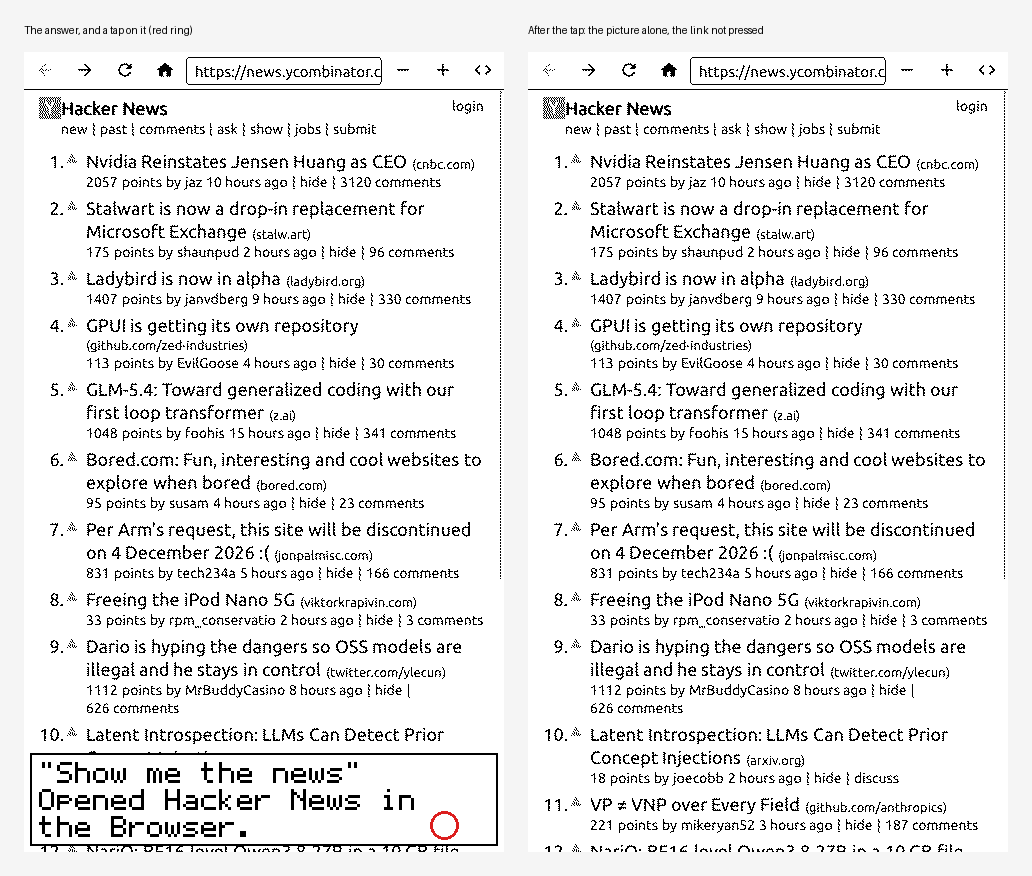 The answer, and a tap on it (red ring)
https://news.ycombinator.c
Hacker News
login
new | past | comments | ask | show | jobs | submit
1. Nvidia Reinstates Jensen Huang as CEO (cnbc.com)
2057 points by jaz 10 hours ago | hide | 3120 comments
2. Stalwart is now a drop-in replacement for
Microsoft Exchange (stalw.art)
175 points by shaunpud 2 hours ago | hide | 96 comments
3. Ladybird is now in alpha (ladybird.org)
1407 points by janvdberg 9 hours ago | hide | 330 comments
4. GPUI is getting its own repository
(github.com/zed-industries)
113 points by EvilGoose 4 hours ago | hide | 30 comments
5. GLM-5.4: Toward generalized coding with our
first loop transformer (z.ai)
1048 points by foohis 15 hours ago | hide | 341 comments
6. Bored.com: Fun, interesting and cool websites to
explore when bored (bored.com)
95 points by susam 4 hours ago | hide | 23 comments
7. Per Arm's request, this site will be discontinued
on 4 December 2026 :( (jonpalmisc.com)
831 points by tech234a 5 hours ago | hide | 166 comments
8. Freeing the iPod Nano 5G (viktorkrapivin.com)
33 points by rpm_conservatio 2 hours ago | hide | 3 comments
9. Dario is hyping the dangers so OSS models are
illegal and he stays in control (twitter.com/ylecun)
1112 points by MrBuddyCasino 8 hours ago | hide |
626 comments
10. Latent Introspection: LLMs Can Detect Prior
"Show me the news"
Opened Hacker News in
the Browser.
After the tap: the picture alone, the link not pressed
https://news.ycombinator.c
Hacker News
login
new | past | comments | ask | show | jobs | submit
1. Nvidia Reinstates Jensen Huang as CEO (cnbc.com)
2057 points by jaz 10 hours ago | hide | 3120 comments
2. Stalwart is now a drop-in replacement for
Microsoft Exchange (stalw.art)
175 points by shaunpud 2 hours ago | hide | 96 comments
3. Ladybird is now in alpha (ladybird.org)
1407 points by janvdberg 9 hours ago | hide | 330 comments
4. GPUI is getting its own repository
(github.com/zed-industries)
113 points by EvilGoose 4 hours ago | hide | 30 comments
5. GLM-5.4: Toward generalized coding with our
first loop transformer (z.ai)
1048 points by foohis 15 hours ago | hide | 341 comments
6. Bored.com: Fun, interesting and cool websites to
explore when bored (bored.com)
95 points by susam 4 hours ago | hide | 23 comments
7. Per Arm's request, this site will be discontinued
on 4 December 2026 :( (jonpalmisc.com)
831 points by tech234a 5 hours ago | hide | 166 comments
8. Freeing the iPod Nano 5G (viktorkrapivin.com)
33 points by rpm_conservatio 2 hours ago | hide | 3 comments
9. Dario is hyping the dangers so OSS models are
illegal and he stays in control (twitter.com/ylecun)
1112 points by MrBuddyCasino 8 hours ago | hide |
626 comments
10. Latent Introspection: LLMs Can Detect Prior
Concept Injections (arxiv.org)
18 points by joecobb 2 hours ago | hide | discuss
11. VP ≠ VNP over Every Field (github.com/anthropics)
221 points by mikeryan52 3 hours ago | hide | 187 comments